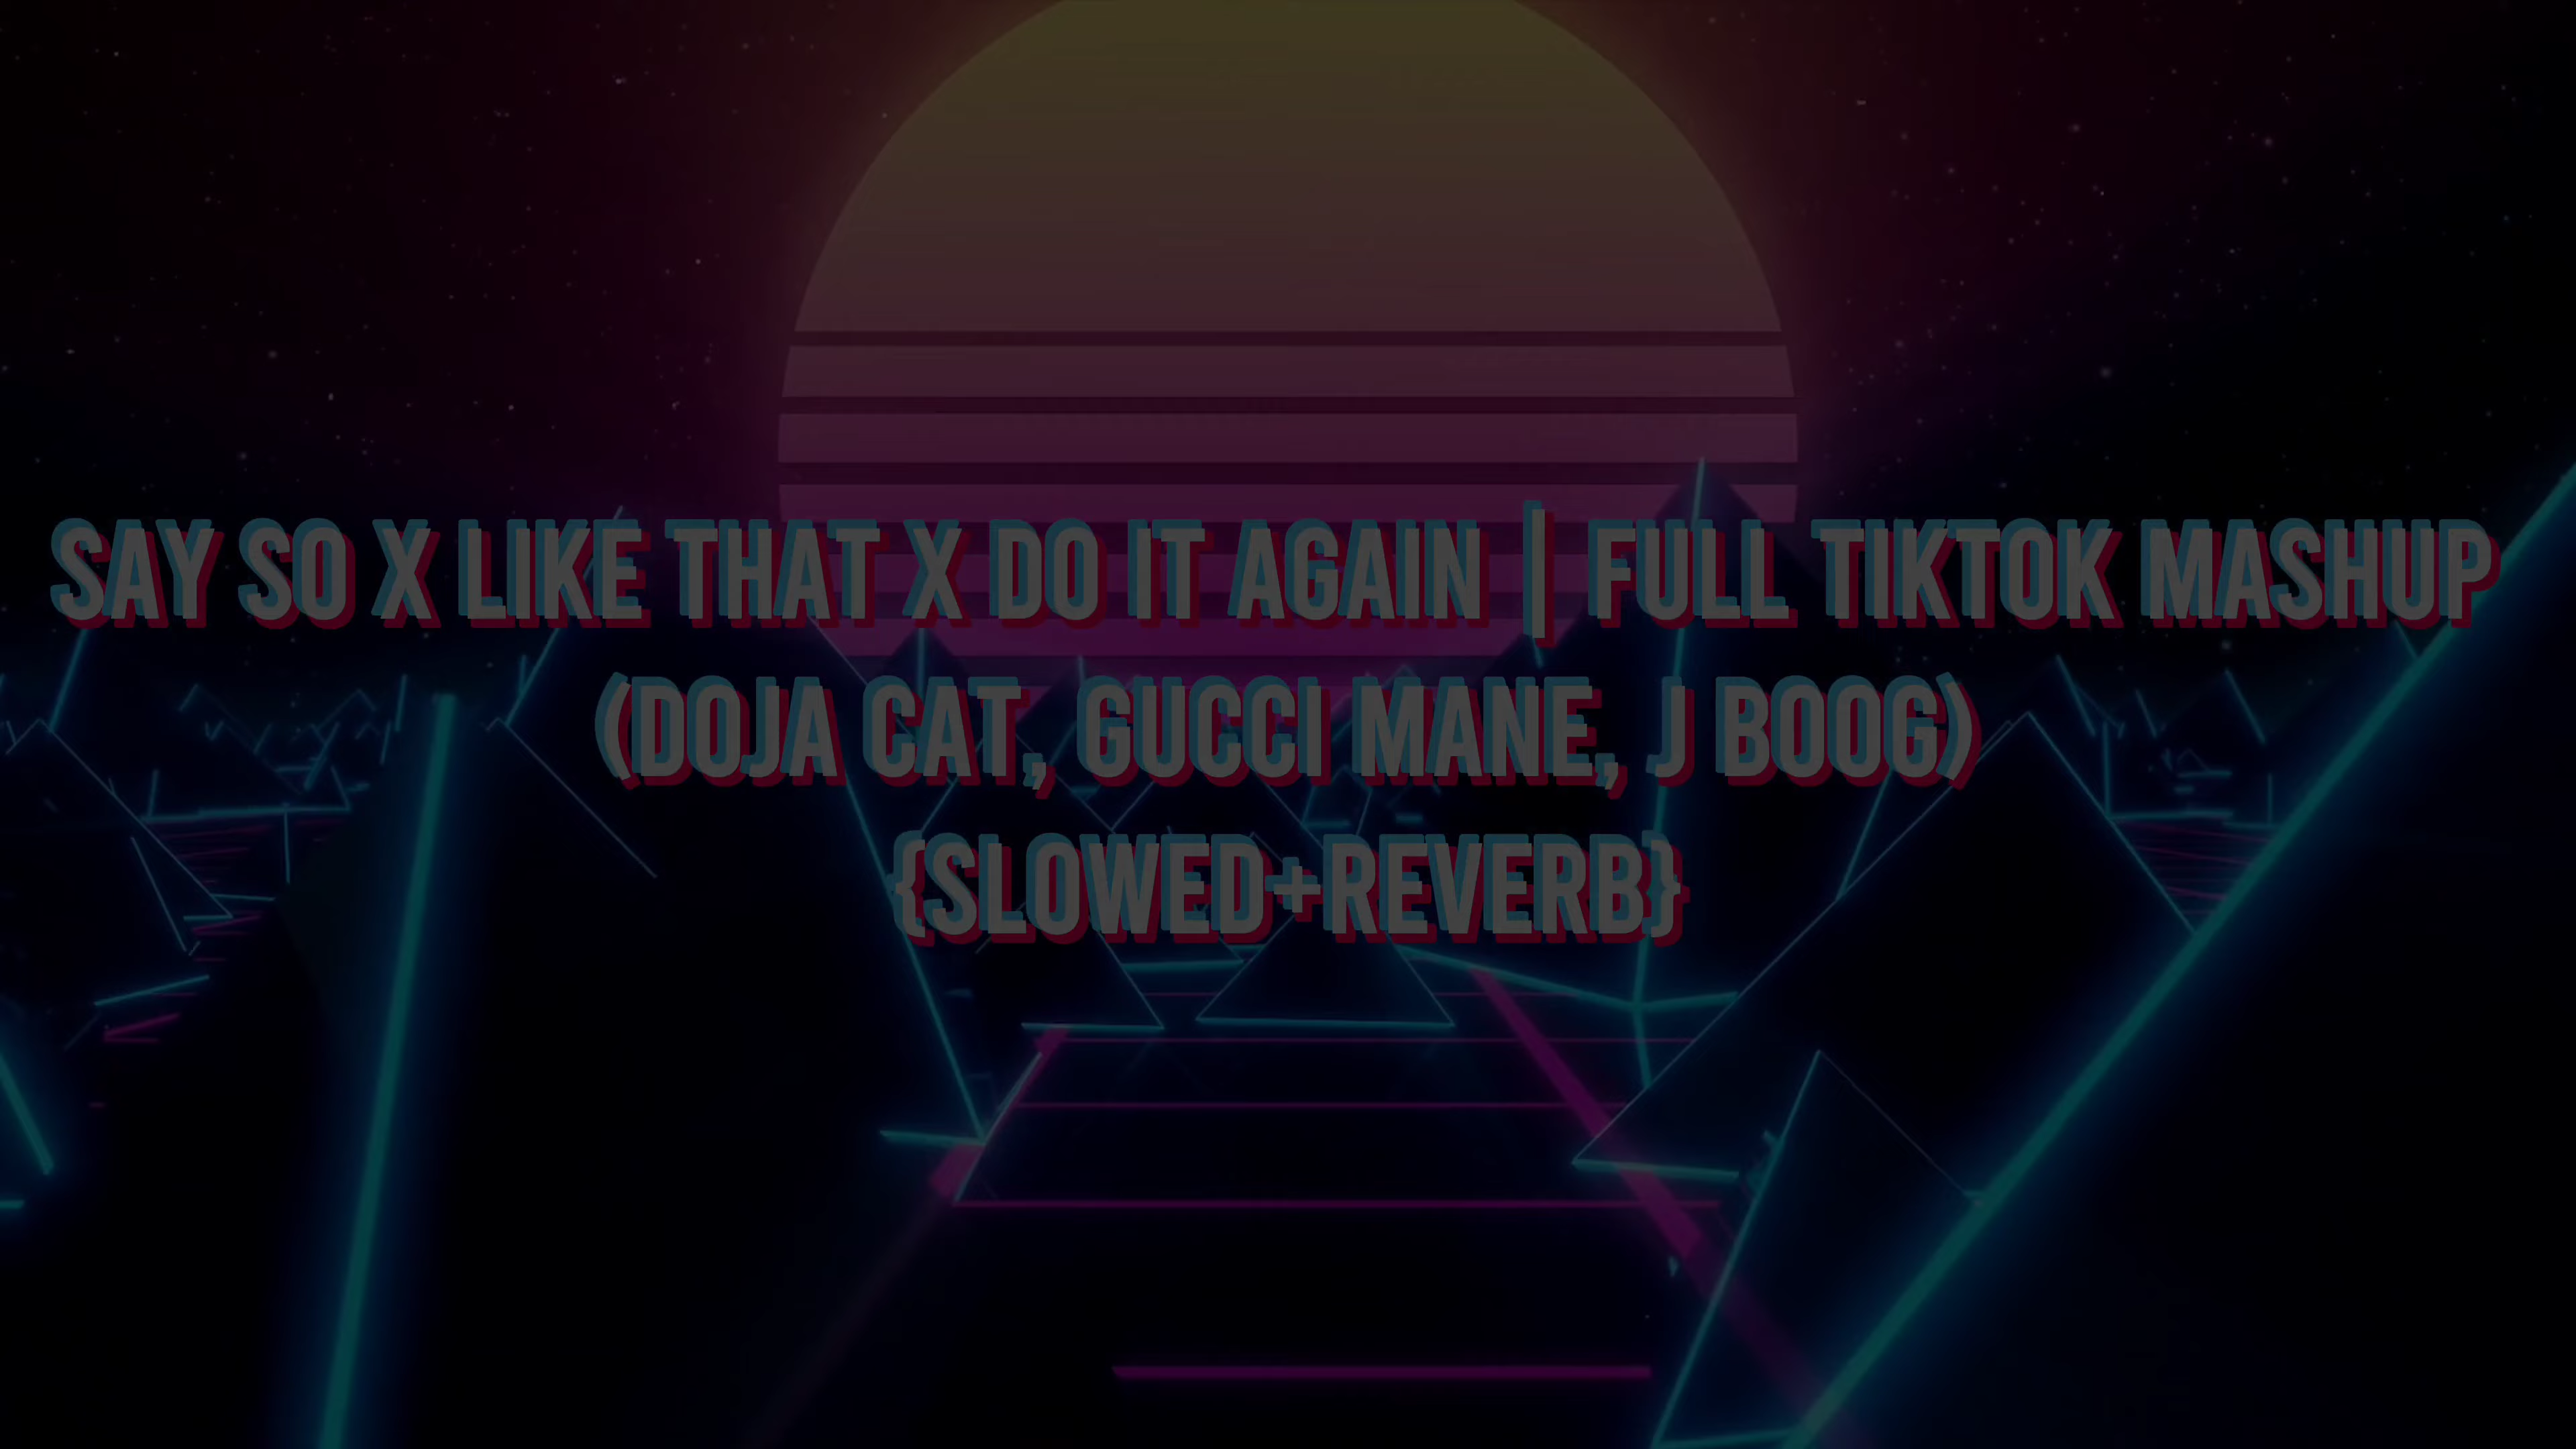 SAY SO X LIKE THAT X DO IT AGAIN | FULL TIKTOK MASHUP
(DOJA CAT, GUCCI MANE, J BOOG)
{SLOWED+REVERB}